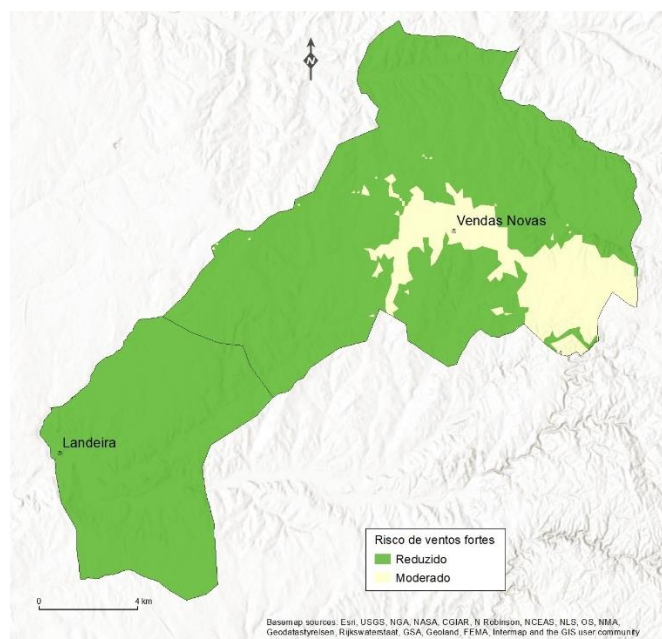 N
Vendas Novas
Landeira
Risco de ventos fortes
Reduzido
Moderado
0 4 km
Basemap sources: Esri, USGS, NGA, NASA, CGIAR, N Robinson, NCEAS, NLS, OS, NMA,
Geodatastyrelsen, Rijkswaterstaat, GSA, Geoland, FEMA, Intermap and the GIS user community